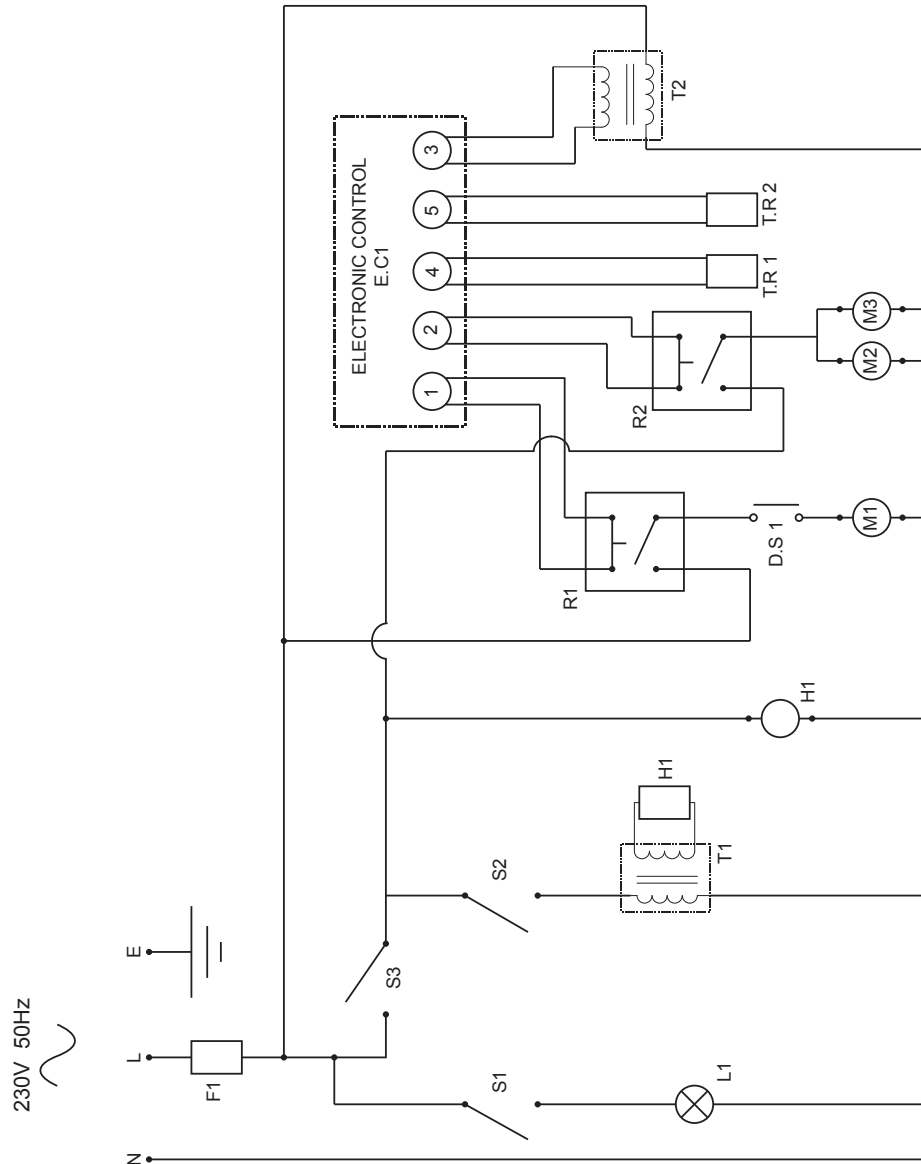 230V 50Hz
N
L
E
F1
S1
L1
S3
S2
T1
H1
H1
R1
D.S 1
M1
R2
M2
M3
ELECTRONIC CONTROL
E.C1
1
2
4
5
3
T.R 1
T.R 2
T2